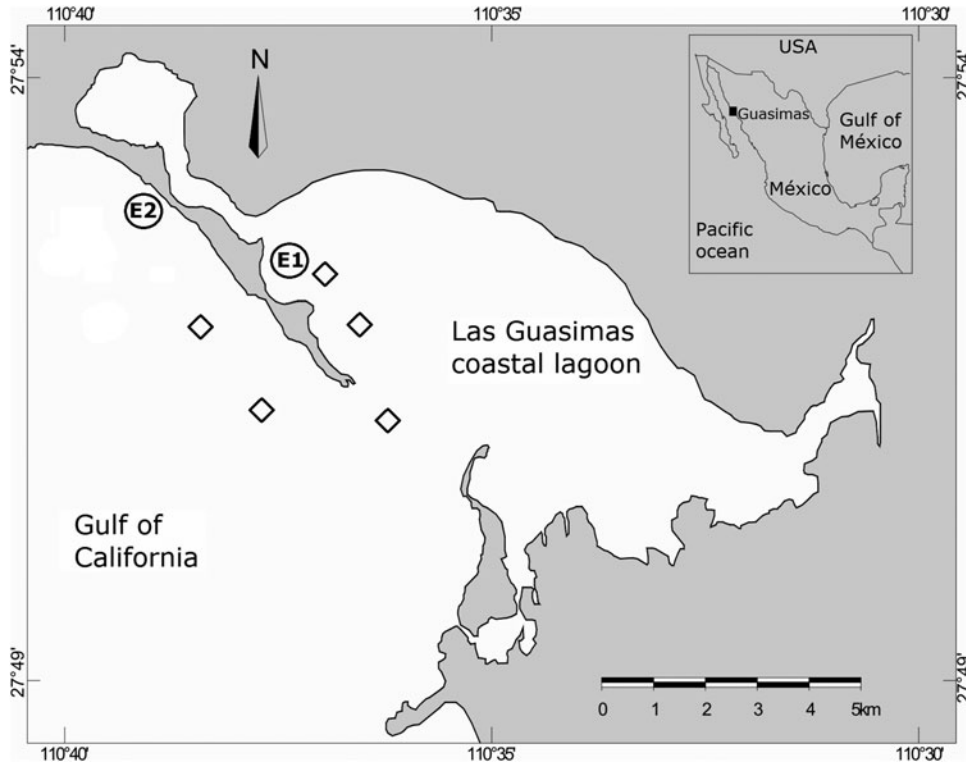 110°40'
110°35'
110°30'
27°54'
27°54'
N
USA
Guasimas
Gulf of
México
México
Pacific
ocean
E2
E1
Las Guasimas
coastal lagoon
Gulf of
California
27°49'
27°49'
0 1 2 3 4 5km
110°40'
110°35'
110°30'